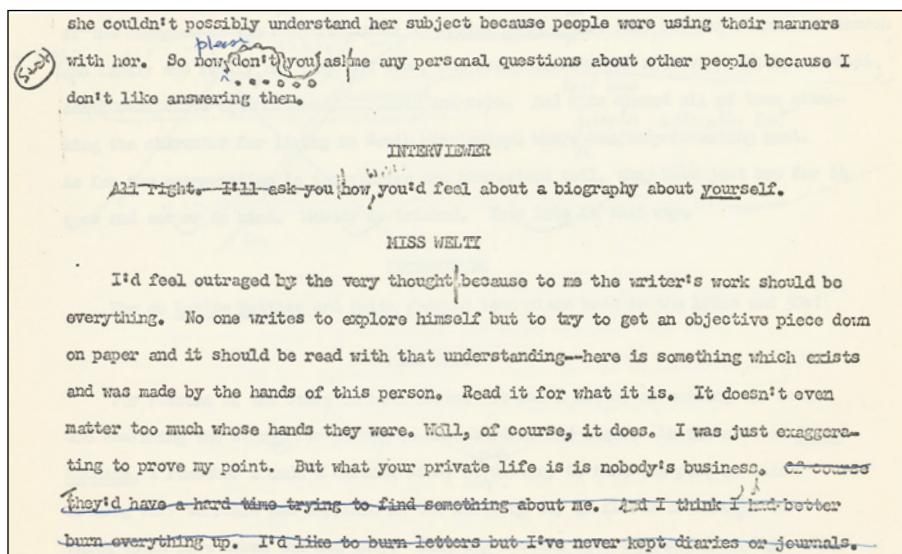 she couldn't possibly understand her subject because people were using their manners
please
such with her. So now don't you ask me any personal questions about other people because I
don't like answering them.
INTERVIEWER
Well,
All right. I'll ask you how you'd feel about a biography about yourself.
MISS WELTY
I'd feel outraged by the very thought because to me the writer's work should be
everything. No one writes to explore himself but to try to get an objective piece down
on paper and it should be read with that understanding--here is something which exists
and was made by the hands of this person. Read it for what it is. It doesn't even
matter too much whose hands they were. Well, of course, it does. I was just exaggera-
ting to prove my point. But what your private life is is nobody's business. Of course
they'd have a hard time trying to find something about me. And I think I had better
burn everything up. I'd like to burn letters but I've never kept diaries or journals.